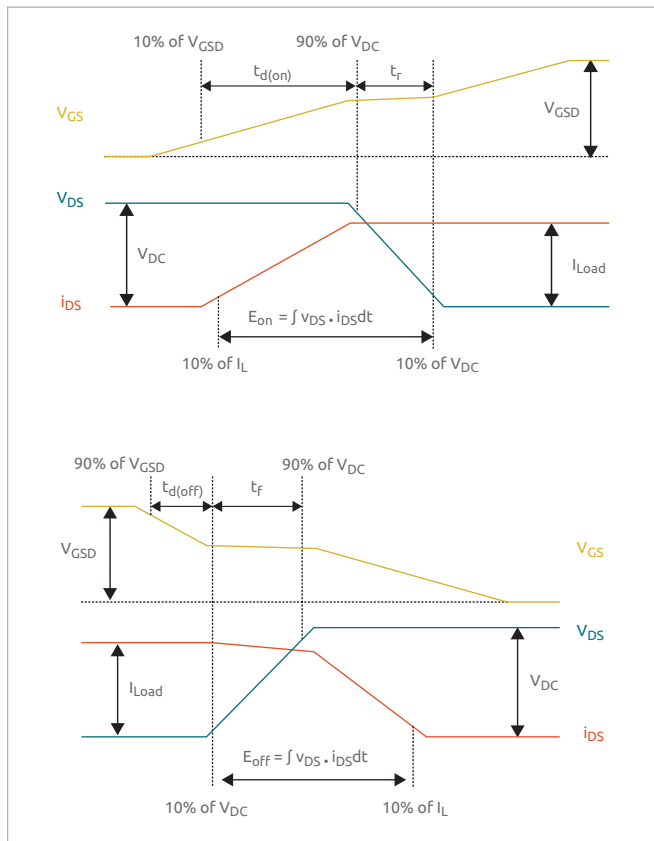 10% of VGSD 90% of VDC
td(on) tr
VGS
VGSD
VDS
VDC
ILoad
iDS
Eon = ∫ vDS . iDSdt
10% of IL 10% of VDC
90% of VGSD 90% of VDC
td(off) tf
VGSD
VGS
VDS
ILoad
VDC
iDS
Eoff = ∫ vDS . iDSdt
10% of VDC 10% of IL